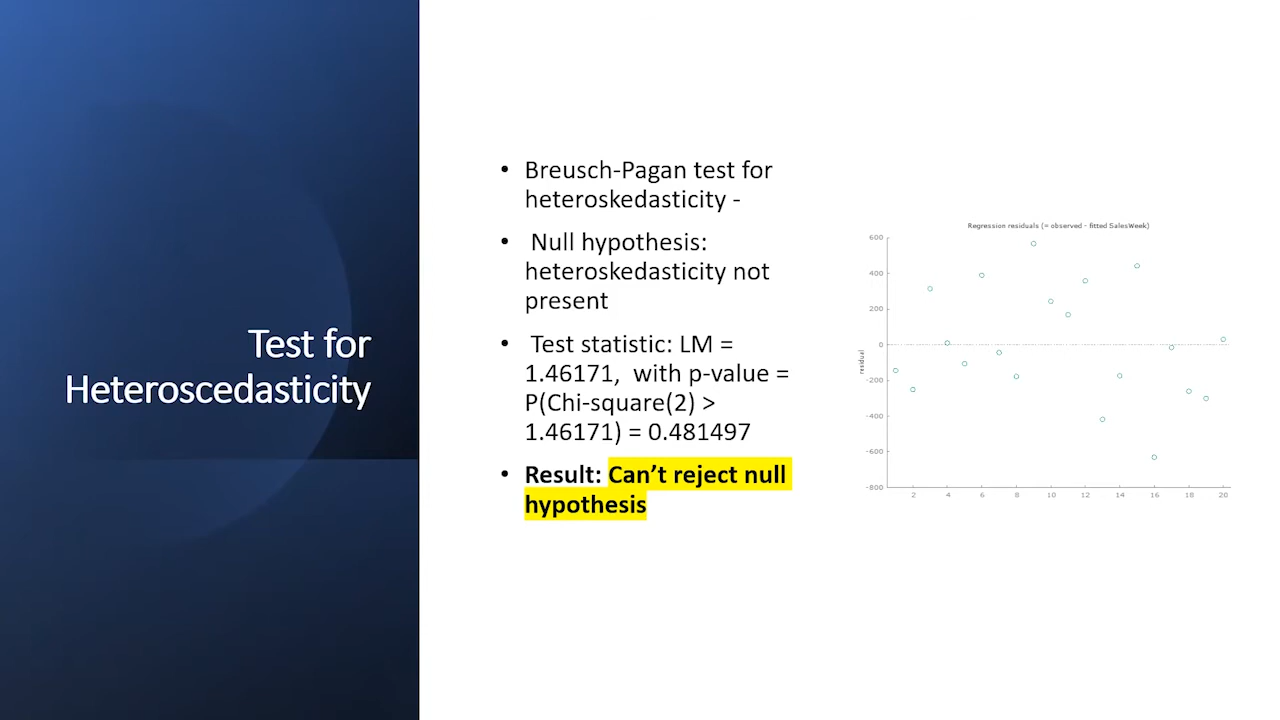 Test for
Heteroscedasticity
• Breusch-Pagan test for
heteroskedasticity -
• Null hypothesis:
heteroskedasticity not
present
• Test statistic: LM =
1.46171, with p-value =
P(Chi-square(2) >
1.46171) = 0.481497
• Result: Can’t reject null
hypothesis
Regression residuals (= observed - fitted SalesWeek)
600
400
200
0
-200
-400
-600
-800
residual
2 4 6 8 10 12 14 16 18 20